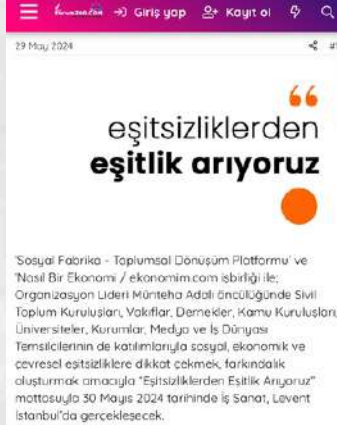 Giriş yap Kayıt ol
29 May 2024
“
eşitsizliklerden
eşitlik arıyoruz
'Sosyal Fabrika - Toplumsal Dönüşüm Platformu' ve
'Nasıl Bir Ekonomi / ekonomim.com işbirliği ile;
Organizasyon Lideri Münteha Adalı öncülüğünde Sivil
Toplum Kuruluşları, Vakıflar, Dernekler, Kamu Kuruluşları,
Üniversiteler, Kurumlar, Medya ve İş Dünyası
Temsilcilerinin de katılımlarıyla sosyal, ekonomik ve
çevresel eşitsizliklere dikkat çekmek, farkındalık
oluşturmak amacıyla "Eşitsizliklerden Eşitlik Arıyoruz"
mottosuyla 30 Mayıs 2024 tarihinde İş Sanat, Levent
İstanbul'da gerçekleşecek.